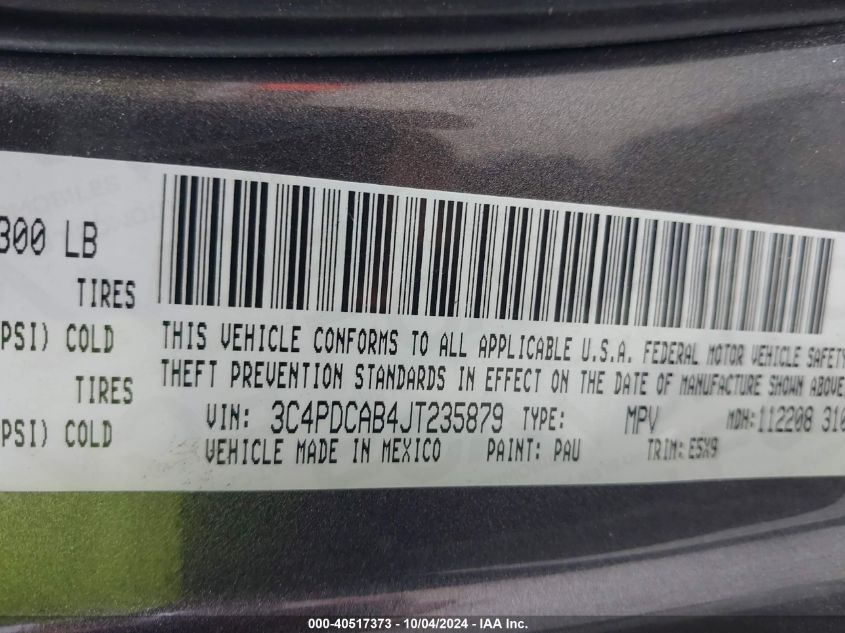 300 LB
TIRES
PSI) COLD
TIRES
PSI) COLD
THIS VEHICLE CONFORMS TO ALL APPLICABLE U.S.A. FEDERAL MOTOR VEHICLE SAFETY
THEFT PREVENTION STANDARDS IN EFFECT ON THE DATE OF MANUFACTURE SHOWN ABOVE
VIN: 3C4PDCAB4JT235879 TYPE: MPV MDH: 112208 310
VEHICLE MADE IN MEXICO PAINT: PAU TRIM: E5X9
000-40517373 - 10/04/2024 - IAA Inc.